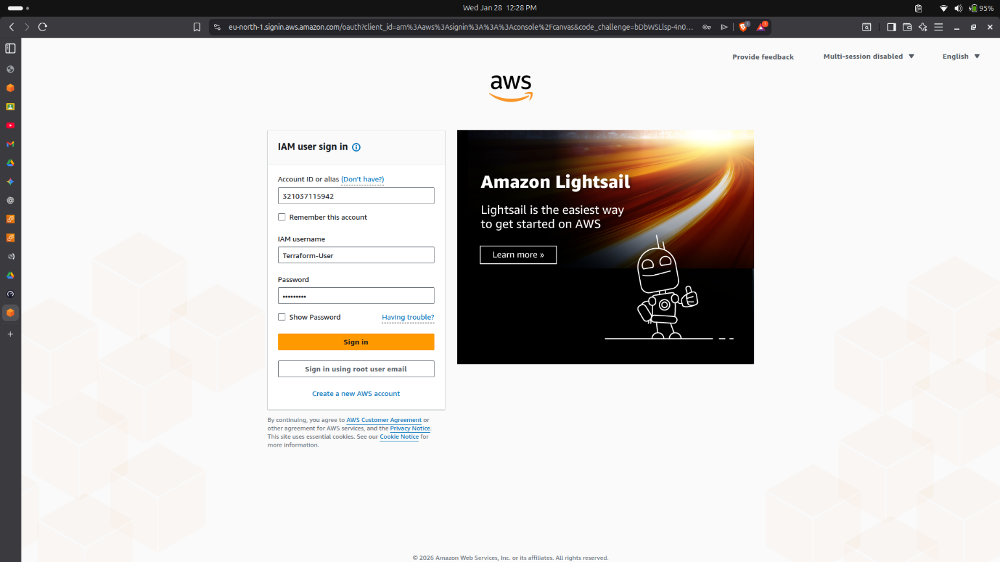 Wed Jan 28 12:28 PM
95%
eu-north-1.signin.aws.amazon.com/oauth?client_id=arn%3Aaws%3Asignin%3A%3A%3Aconsole%2Fcanvas&code_challenge=bDbWSLlsp-4n0...
Provide feedback
Multi-session disabled
English
aws
IAM user sign in
Account ID or alias (Don't have?)
321037115942
Remember this account
IAM username
Terraform-User
Password
•••••••••
Show Password
Having trouble?
Sign in
Sign in using root user email
Create a new AWS account
By continuing, you agree to AWS Customer Agreement or
other agreement for AWS services, and the Privacy Notice.
This site uses essential cookies. See our Cookie Notice for
more information.
Amazon Lightsail
Lightsail is the easiest way
to get started on AWS
Learn more »
© 2026 Amazon Web Services, Inc. or its affiliates. All rights reserved.